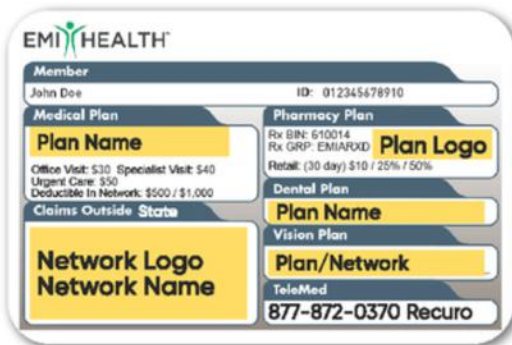 EMI HEALTH
Member
John Doe ID: 012345678910
Medical Plan
Plan Name
Office Visit: $30 Specialist Visit: $40
Urgent Care: $50
Deductible In Network: $500 / $1,000
Claims Outside State
Network Logo
Network Name
Pharmacy Plan
Rx BIN: 610014
Rx GRP: EMIARXD
Plan Logo
Retail: (30 day) $10 / 25% / 50%
Dental Plan
Plan Name
Vision Plan
Plan/Network
TeleMed
877-872-0370 Recuro